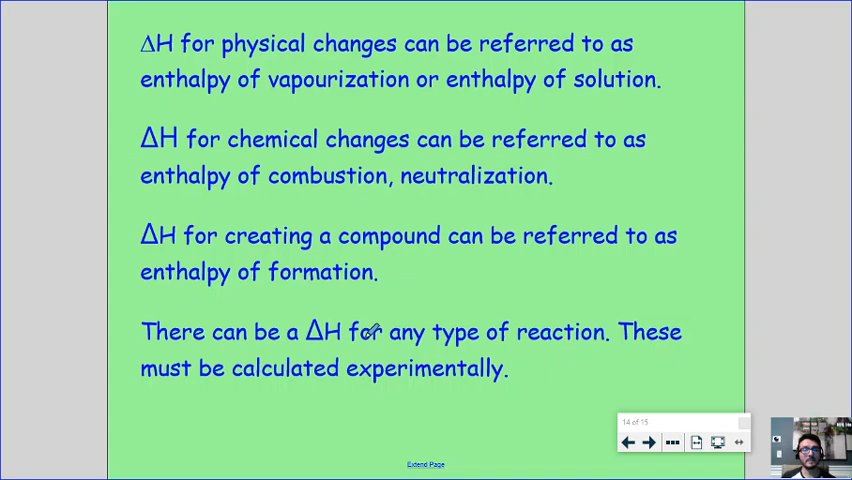 ΔH for physical changes can be referred to as
enthalpy of vapourization or enthalpy of solution.
ΔH for chemical changes can be referred to as
enthalpy of combustion, neutralization.
ΔH for creating a compound can be referred to as
enthalpy of formation.
There can be a ΔH for any type of reaction. These
must be calculated experimentally.
14 of 15
Extend Page